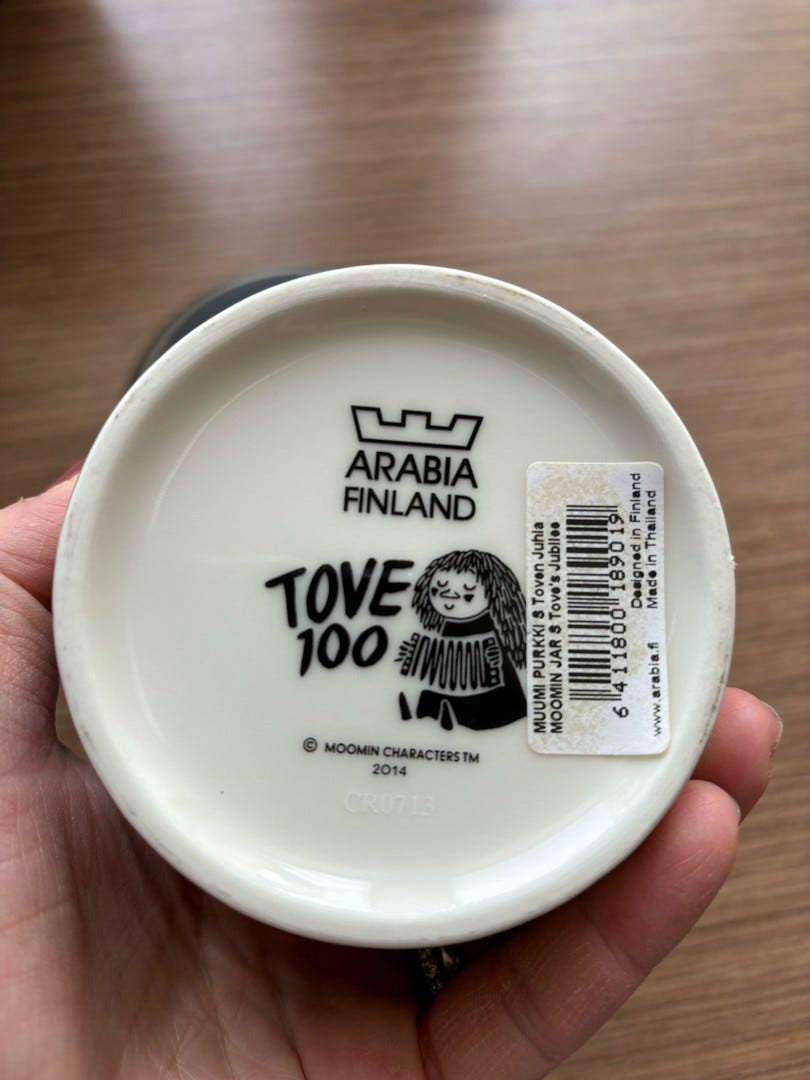 ARABIA
FINLAND
TOVE
100
© MOOMIN CHARACTERS TM
2014
CR0713
MUUMI PURKKI S Toven Juhla
MOOMIN JAR S Tove's Jubilee
6 411800 189019
Designed in Finland
www.arabia.fi Made in Thailand